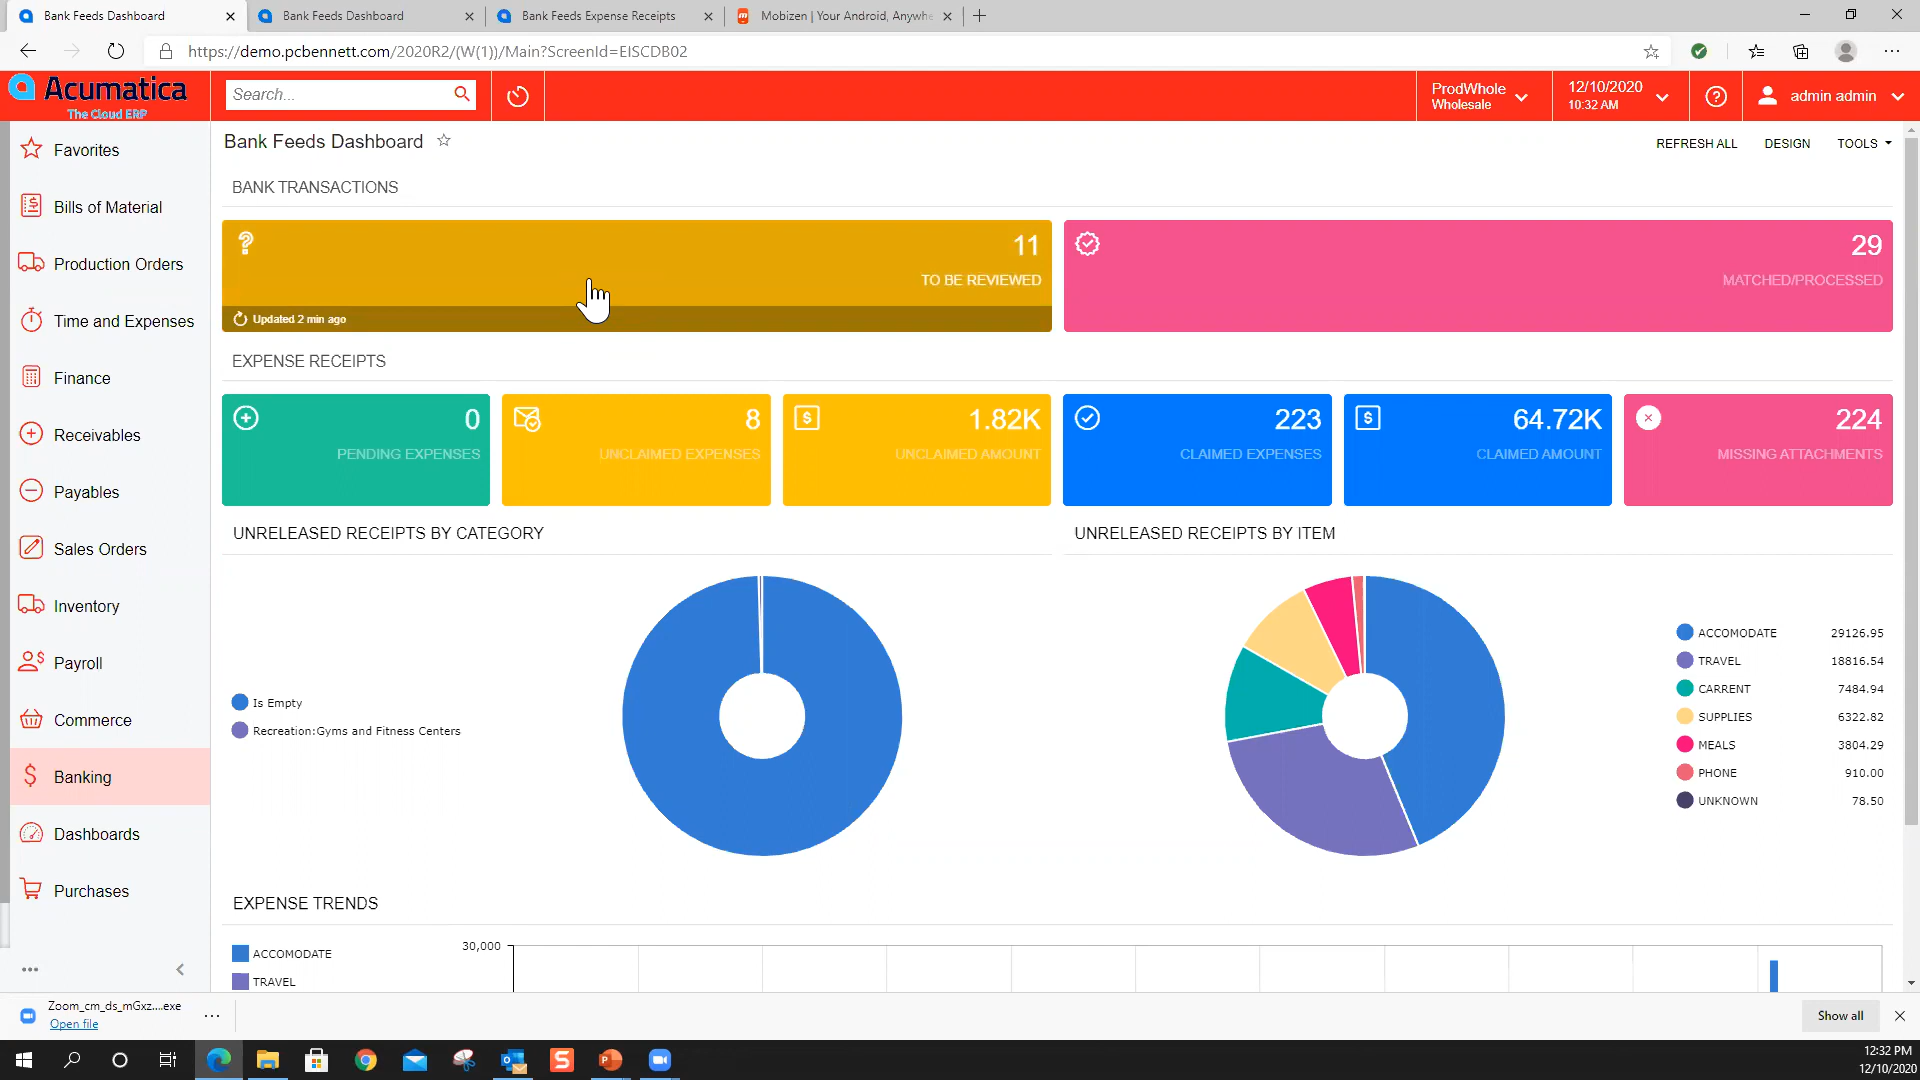 Bank Feeds Dashboard
Bank Feeds Dashboard
Bank Feeds Expense Receipts
Mobizen | Your Android, Anywhe
https://demo.pcbennett.com/2020R2/(W(1))/Main?ScreenId=EISCDB02
Acumatica
The Cloud ERP
Search...
ProdWhole
Wholesale
12/10/2020
10:32 AM
admin admin
Favorites
Bills of Material
Production Orders
Time and Expenses
Finance
Receivables
Payables
Sales Orders
Inventory
Payroll
Commerce
Banking
Dashboards
Purchases
Bank Feeds Dashboard
REFRESH ALL
DESIGN
TOOLS
BANK TRANSACTIONS
11
TO BE REVIEWED
Updated 2 min ago
29
MATCHED/PROCESSED
EXPENSE RECEIPTS
0
PENDING EXPENSES
8
UNCLAIMED EXPENSES
1.82K
UNCLAIMED AMOUNT
223
CLAIMED EXPENSES
64.72K
CLAIMED AMOUNT
224
MISSING ATTACHMENTS
UNRELEASED RECEIPTS BY CATEGORY
Is Empty
Recreation:Gyms and Fitness Centers
UNRELEASED RECEIPTS BY ITEM
ACCOMODATE 29126.95
TRAVEL 18816.54
CARRENT 7484.94
SUPPLIES 6322.82
MEALS 3804.29
PHONE 910.00
UNKNOWN 78.50
EXPENSE TRENDS
ACCOMODATE
TRAVEL
30,000
Zoom_cm_ds_mGxz....exe
Open file
Show all
12:32 PM
12/10/2020